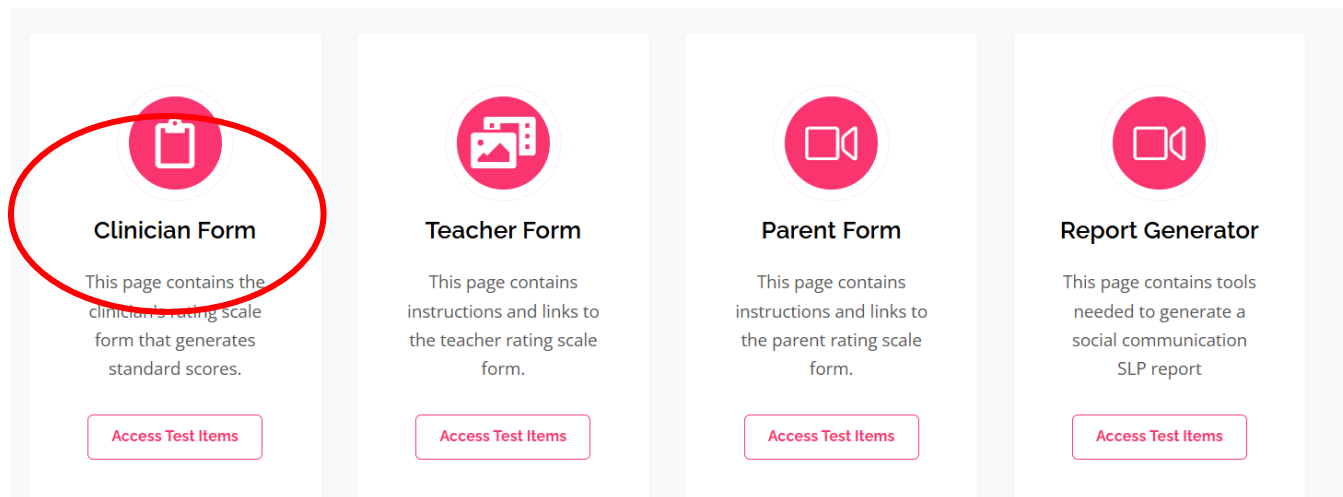 Clinician Form
This page contains the
clinician's rating scale
form that generates
standard scores.
Access Test Items
Teacher Form
This page contains
instructions and links to
the teacher rating scale
form.
Access Test Items
Parent Form
This page contains
instructions and links to
the parent rating scale
form.
Access Test Items
Report Generator
This page contains tools
needed to generate a
social communication
SLP report
Access Test Items